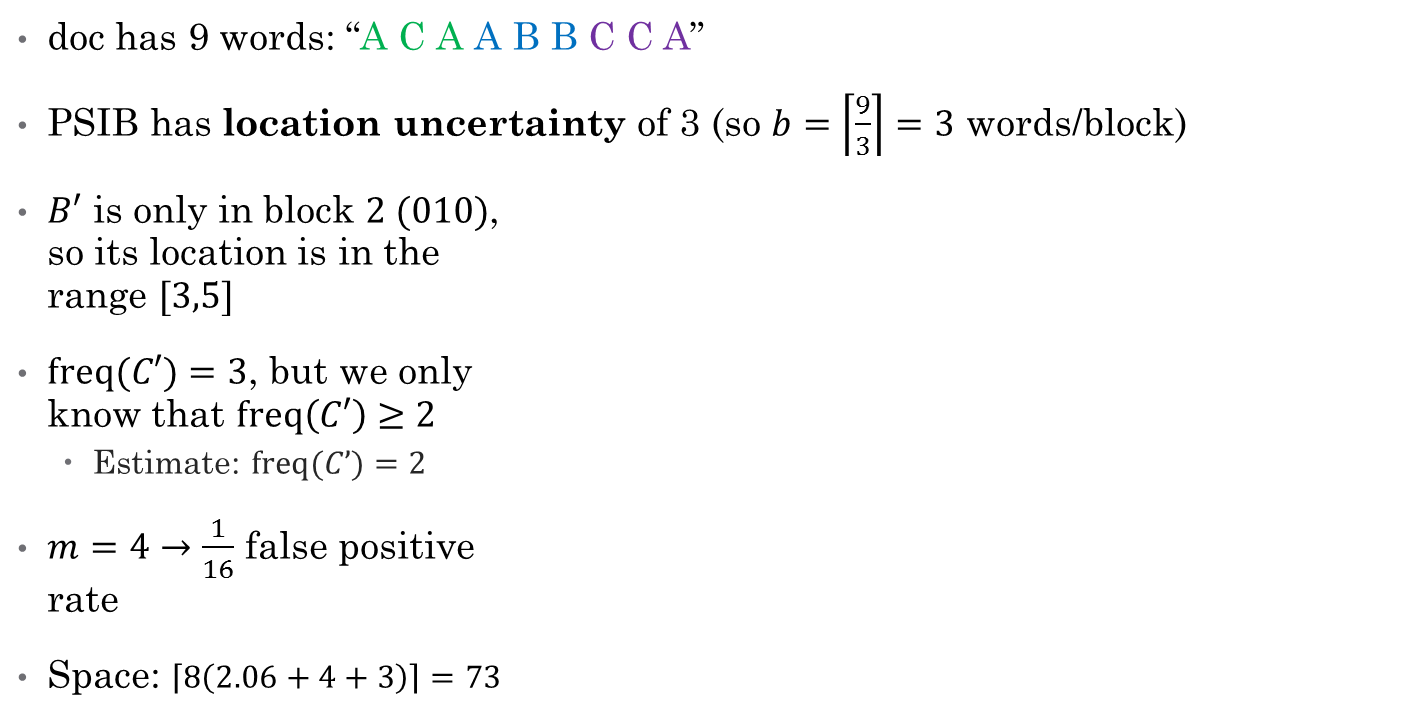 • doc has 9 words: “A C A A B B C C A”
• PSIB has location uncertainty of 3 (so b = ⌈9/3⌉ = 3 words/block)
• B′ is only in block 2 (010),
so its location is in the
range [3,5]
• freq(C′) = 3, but we only
know that freq(C′) ≥ 2
• Estimate: freq(C’) = 2
• m = 4 → 1/16 false positive
rate
• Space: ⌈8(2.06 + 4 + 3)⌉ = 73